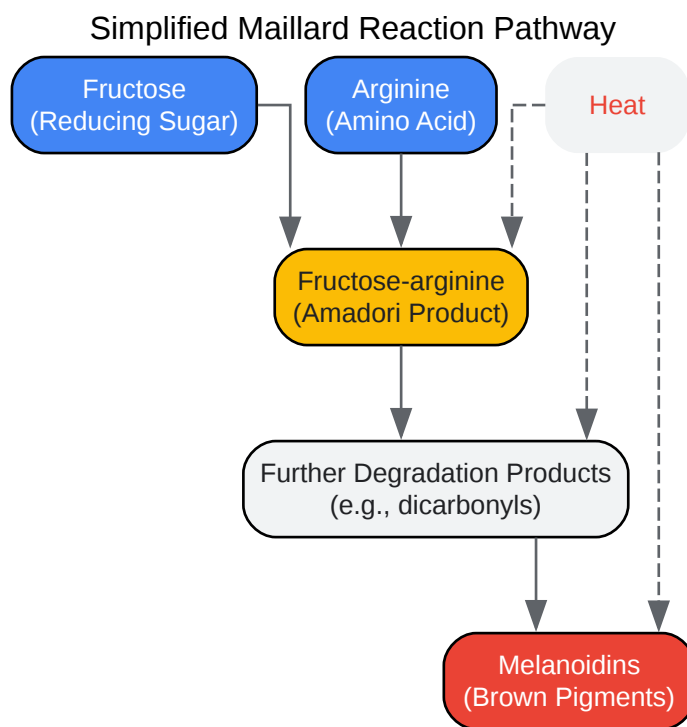 Simplified Maillard Reaction Pathway
Fructose
(Reducing Sugar)
Arginine
(Amino Acid)
Heat
Fructose-arginine
(Amadori Product)
Further Degradation Products
(e.g., dicarbonyls)
Melanoidins
(Brown Pigments)